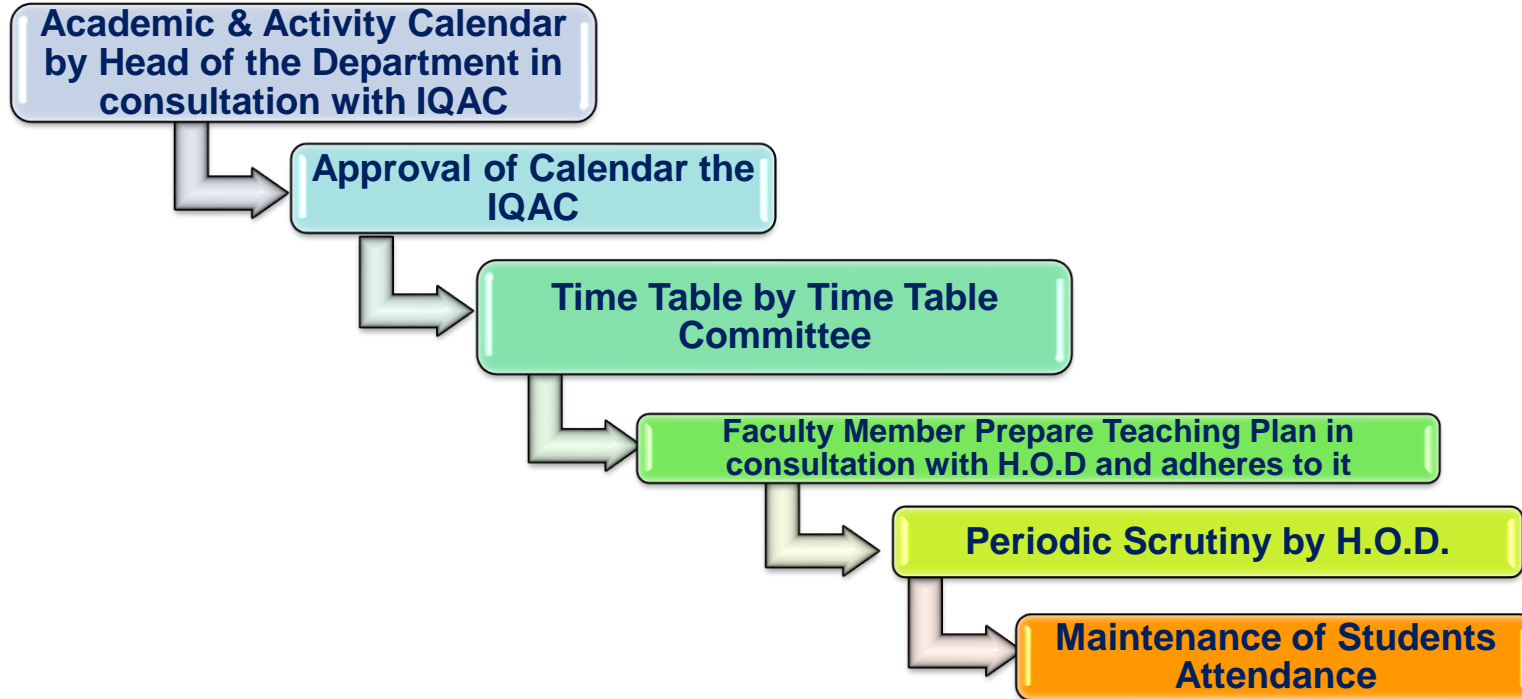 Academic & Activity Calendar
by Head of the Department in
consultation with IQAC
Approval of Calendar the
IQAC
Time Table by Time Table
Committee
Faculty Member Prepare Teaching Plan in
consultation with H.O.D and adheres to it
Periodic Scrutiny by H.O.D.
Maintenance of Students
Attendance